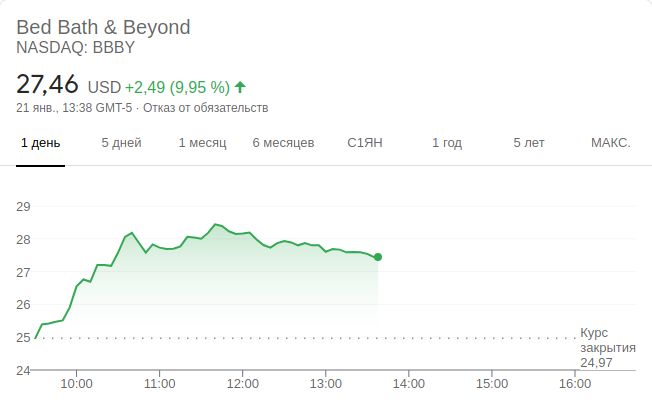 Bed Bath & Beyond
NASDAQ: BBBY
27,46 USD +2,49 (9,95 %)
21 янв., 13:38 GMT-5 · Отказ от обязательств
1 день 5 дней 1 месяц 6 месяцев С1ЯН 1 год 5 лет МАКС.
29
28
27
26
25
Курс
закрытия
24,97
24
10:00 11:00 12:00 13:00 14:00 15:00 16:00